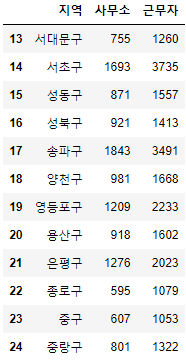 지역 사무소 근무자
13 서대문구 755 1260
14 서초구 1693 3735
15 성동구 871 1557
16 성북구 921 1413
17 송파구 1843 3491
18 양천구 981 1668
19 영등포구 1209 2233
20 용산구 918 1602
21 은평구 1276 2023
22 종로구 595 1079
23 중구 607 1053
24 중랑구 801 1322